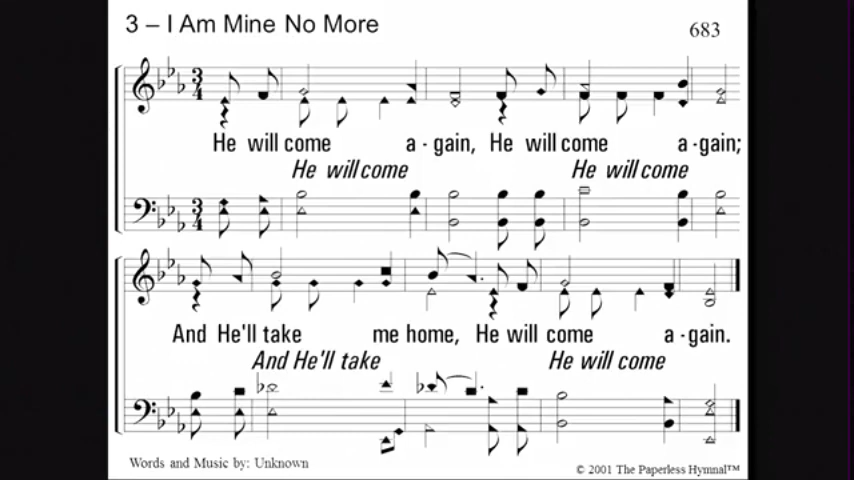 3 – I Am Mine No More
683
He will come a - gain, He will come a - gain;
He will come He will come
And He'll take me home, He will come a - gain.
And He'll take He will come
Words and Music by: Unknown
© 2001 The Paperless Hymnal™